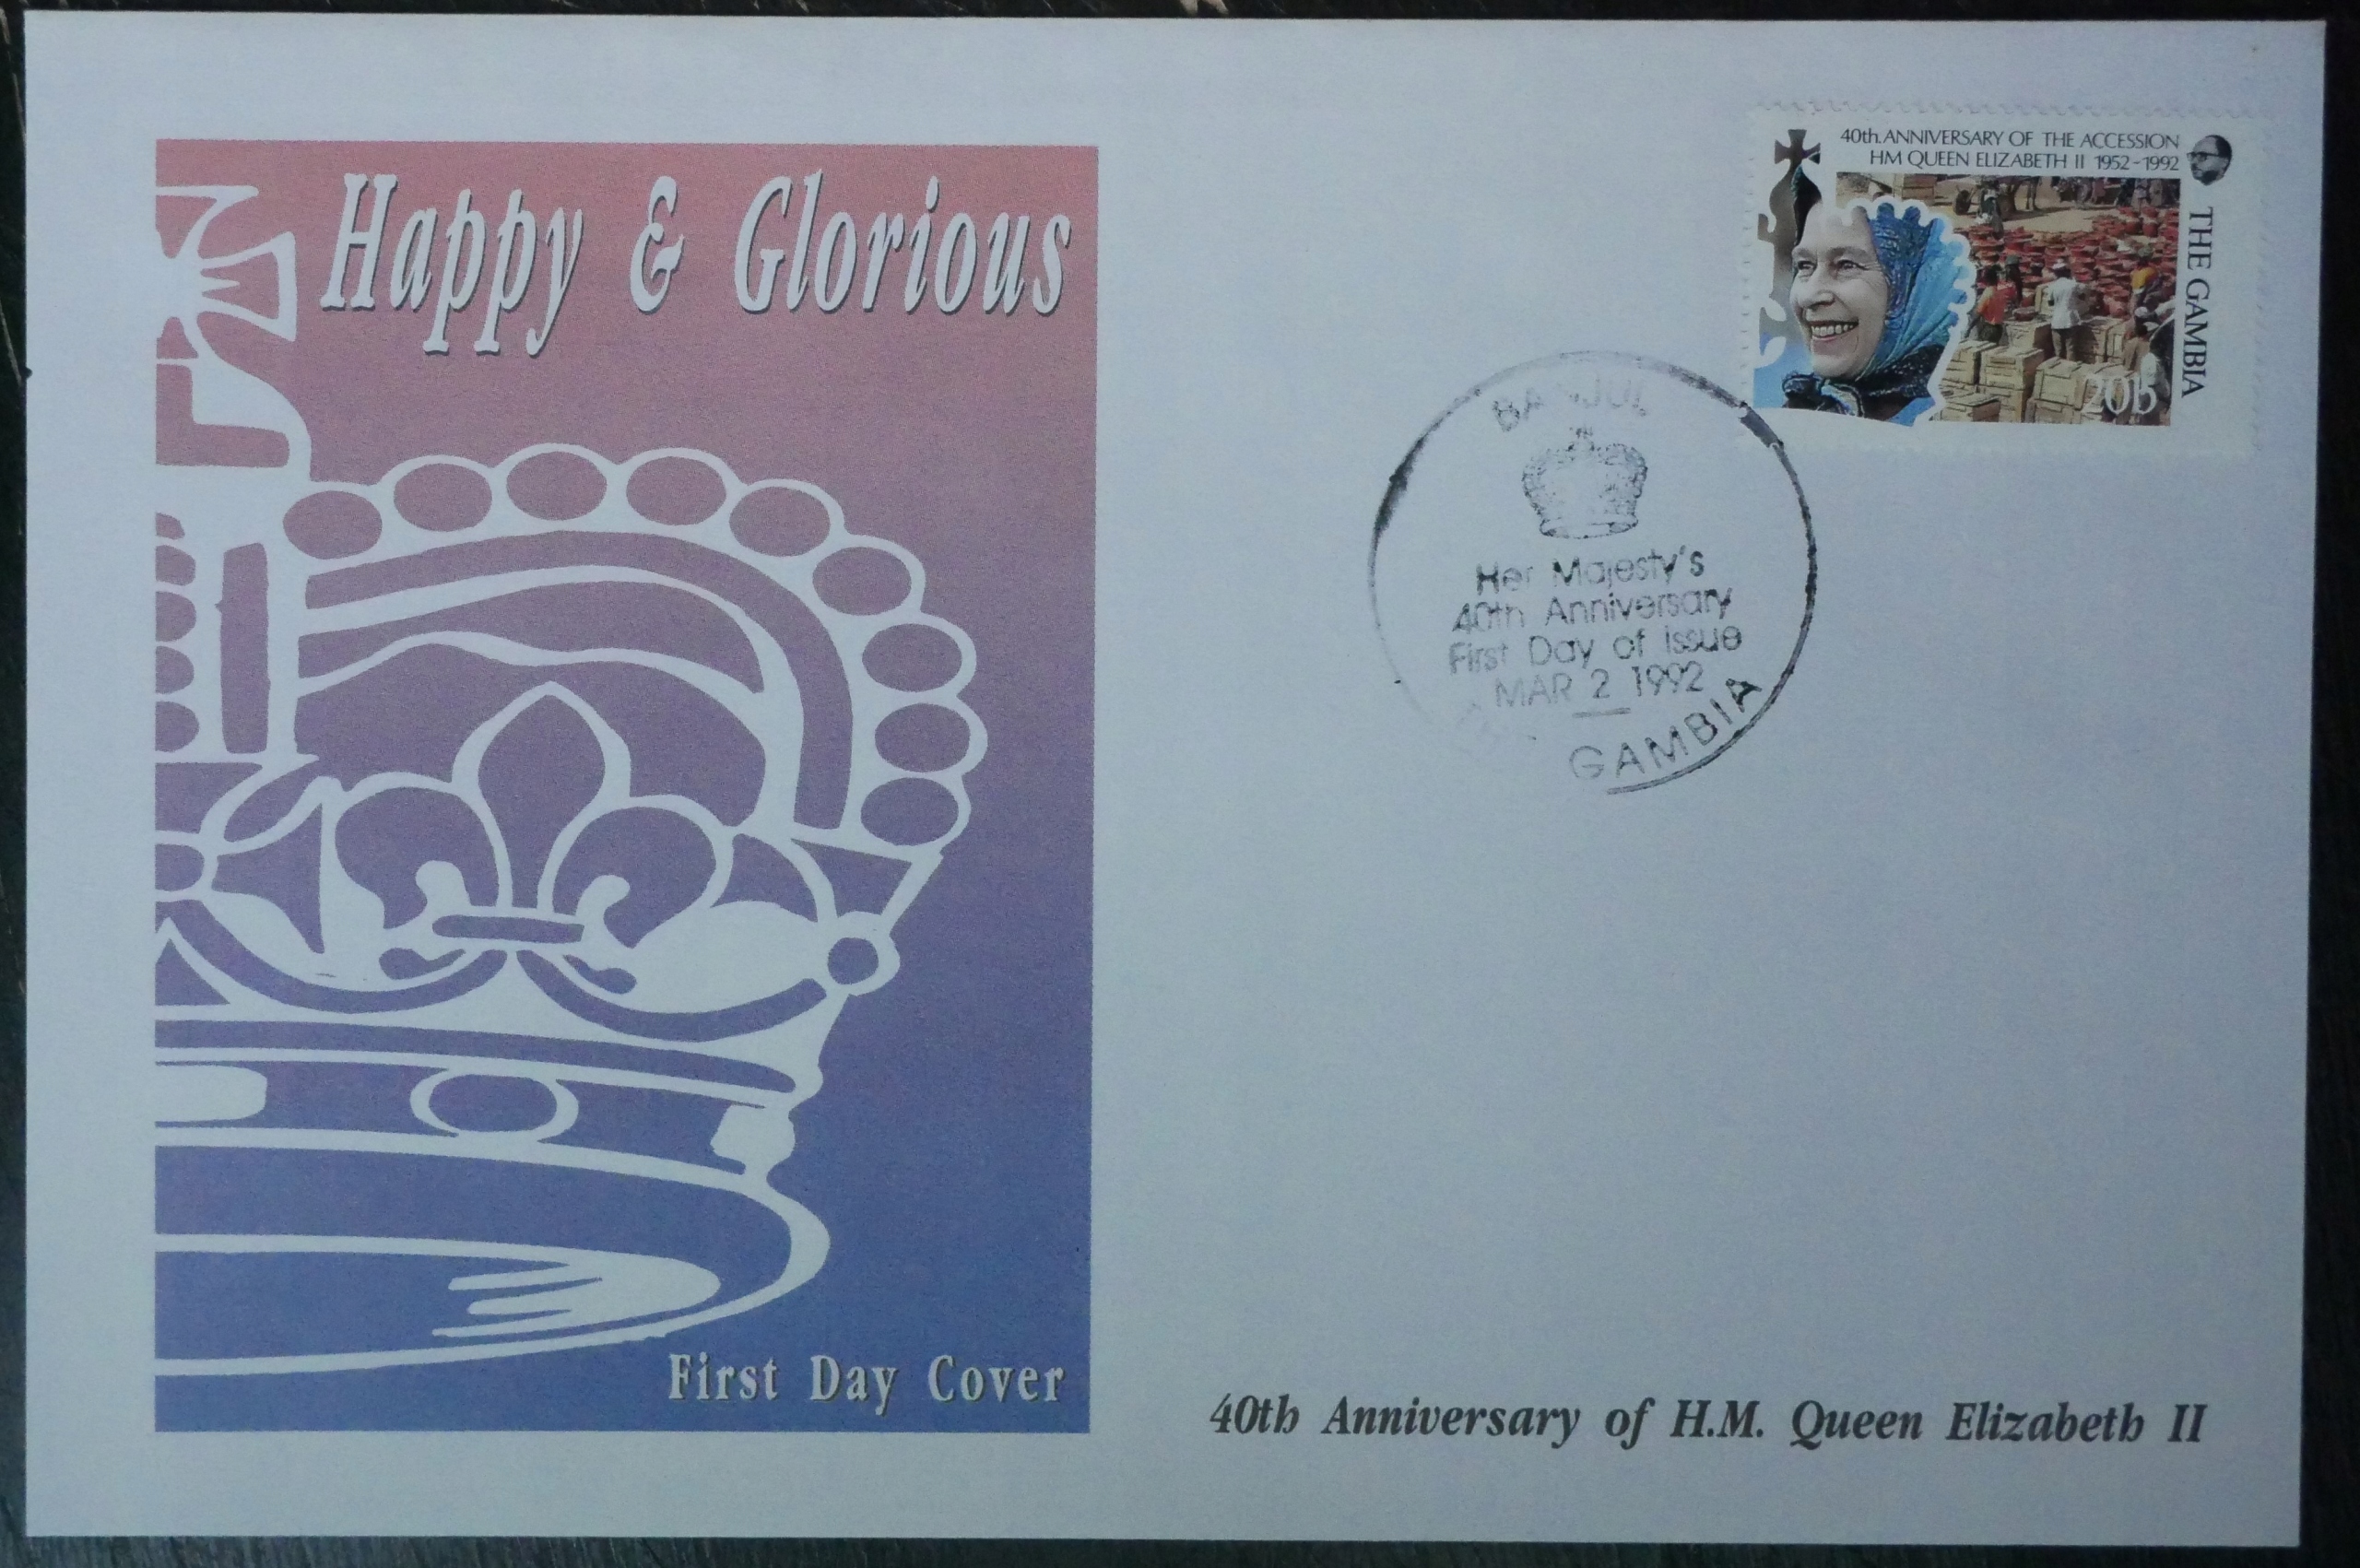 Happy & Glorious
First Day Cover
40th. ANNIVERSARY OF THE ACCESSION
HM QUEEN ELIZABETH II 1952-1992
THE GAMBIA
20b
BANJUL
Her Majesty's
40th Anniversary
First Day of Issue
MAR 2 1992
GAMBIA
40th Anniversary of H.M. Queen Elizabeth II